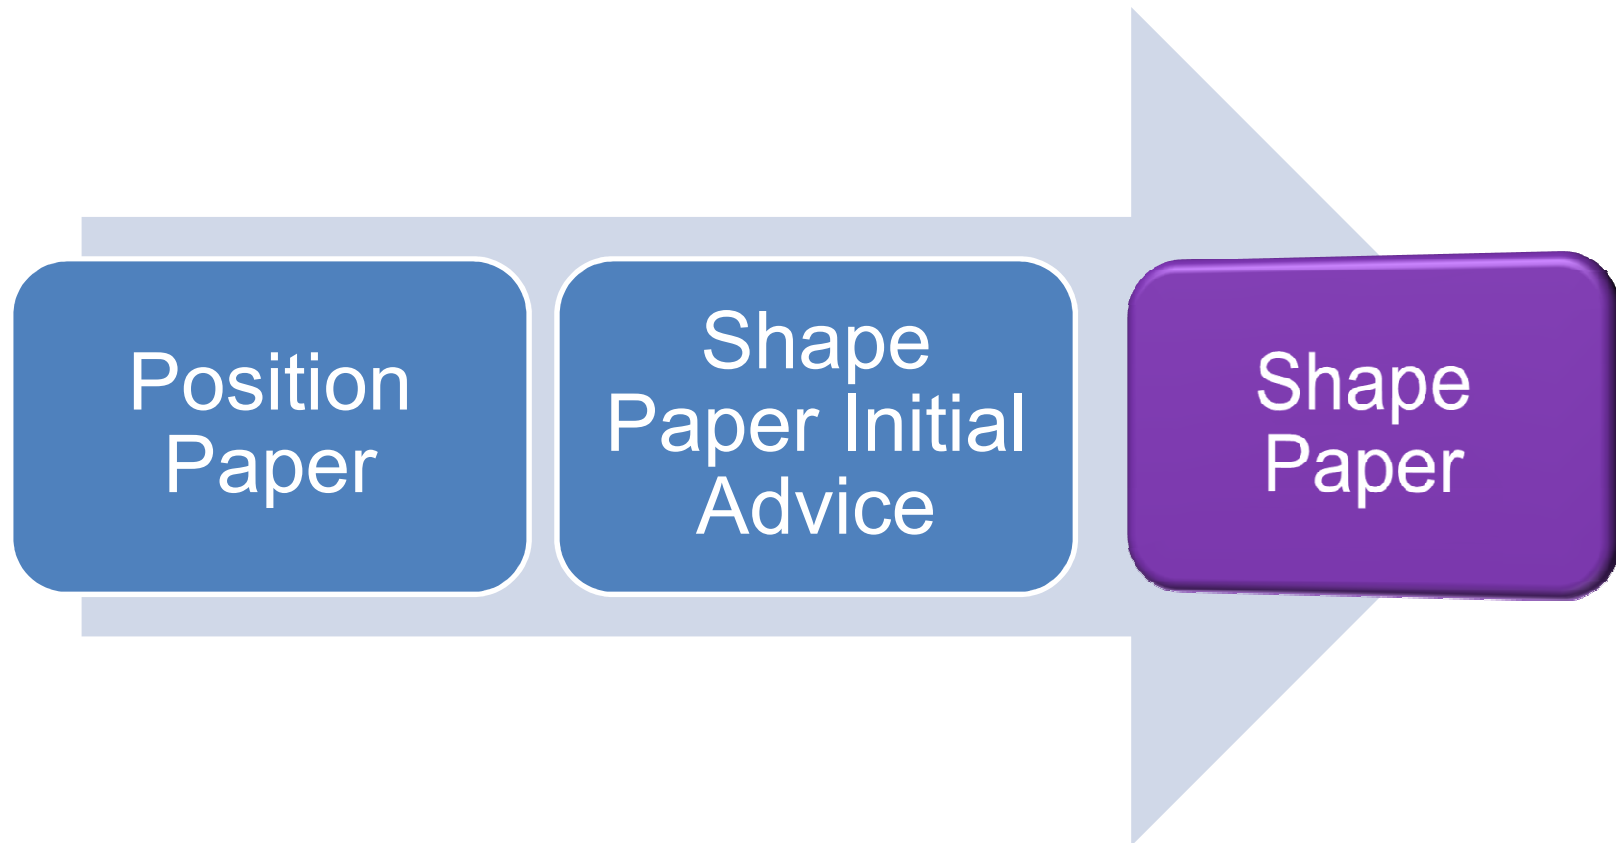 Position
Paper
Shape
Paper Initial
Advice
Shape
Paper